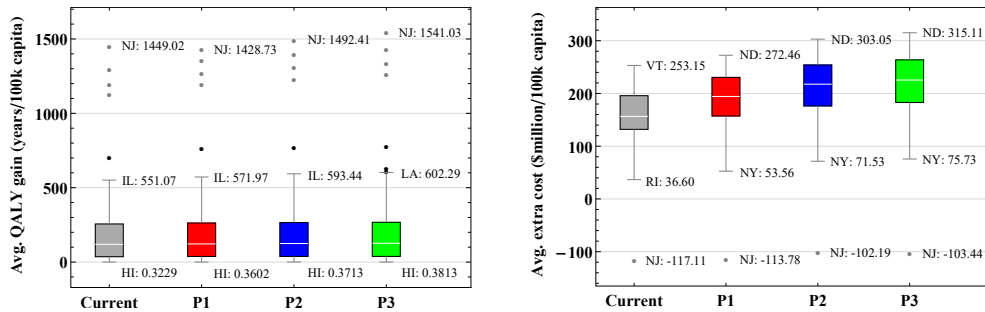 Avg. QALY gain (years/100k capita)
1500
1000
500
0
NJ: 1449.02
NJ: 1428.73
NJ: 1492.41
NJ: 1541.03
IL: 551.07
IL: 571.97
IL: 593.44
LA: 602.29
HI: 0.3229
HI: 0.3602
HI: 0.3713
HI: 0.3813
Current P1 P2 P3
Avg. extra cost ($million/100k capita)
300
200
100
0
−100
VT: 253.15
ND: 272.46
ND: 303.05
ND: 315.11
RI: 36.60
NY: 53.56
NY: 71.53
NY: 75.73
NJ: -117.11
NJ: -113.78
NJ: -102.19
NJ: -103.44
Current P1 P2 P3